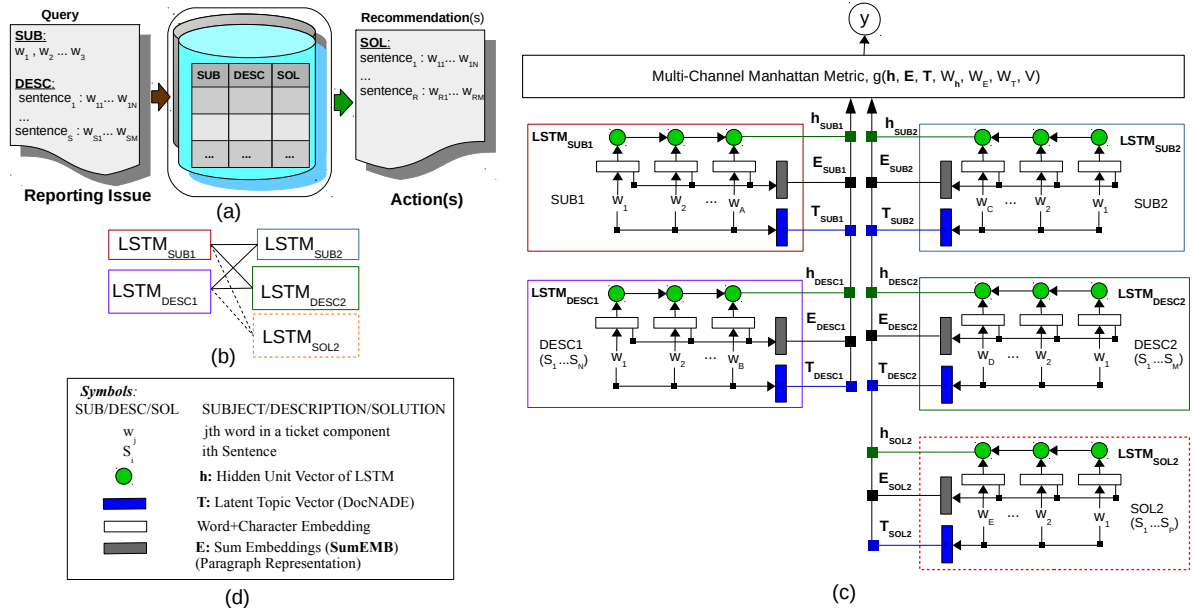 Query
SUB:
w1 , w2 ... w3
DESC:
sentence1 : w11... w1N
...
sentenceS : wS1 ... wSM
Reporting Issue
SUB DESC SOL
... ... ...
(a)
Recommendation(s)
SOL:
sentence1 : w11... w1N
...
sentenceR : wR1... wRM
Action(s)
LSTMSUB1
LSTMSUB2
LSTMDESC1
LSTMDESC2
LSTMSOL2
(b)
Symbols:
SUB/DESC/SOL SUBJECT/DESCRIPTION/SOLUTION
wj jth word in a ticket component
Si ith Sentence
h: Hidden Unit Vector of LSTM
T: Latent Topic Vector (DocNADE)
Word+Character Embedding
E: Sum Embeddings (SumEMB)
(Paragraph Representation)
(d)
y
Multi-Channel Manhattan Metric, g(h, E, T, Wh, WE, WT, V)
LSTMSUB1
hSUB1
ESUB1
TSUB1
SUB1
w1 w2 ... wA
hSUB2
LSTMSUB2
ESUB2
TSUB2
wC ... w2 w1
SUB2
LSTMDESC1
hDESC1
EDESC1
TDESC1
DESC1
(S1 ...SN)
w1 w2 ... wB
hDESC2
LSTMDESC2
EDESC2
TDESC2
wD ... w2 w1
DESC2
(S1 ...SM)
hSOL2
LSTMSOL2
ESOL2
TSOL2
wE ... w2 w1
SOL2
(S1 ...SP)
(c)